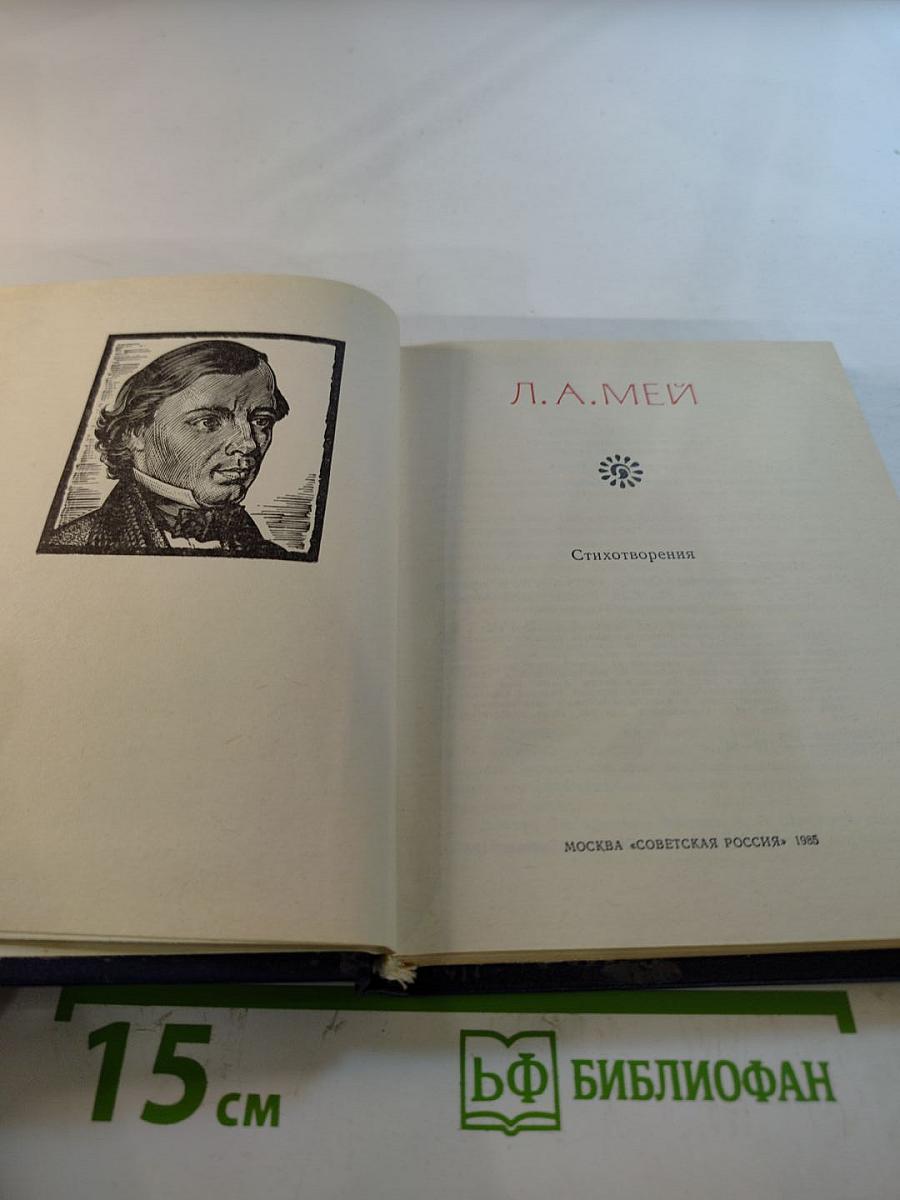 Л. А. МЕЙ
Стихотворения
МОСКВА «СОВЕТСКАЯ РОССИЯ» 1985
15 см
ЬФ БИБЛИОФАН